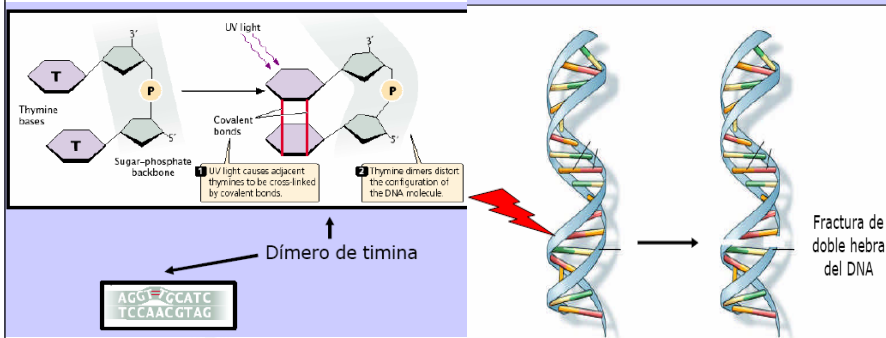 UV light
3'
3'
T
P
P
Thymine
bases
Covalent
bonds
T
5'
5'
Sugar–phosphate
backbone
1 UV light causes adjacent
thymines to be cross-linked
by covalent bonds.
2 Thymine dimers distort
the configuration of
the DNA molecule.
Dímero de timina
AGG GCATC
TCCAACGTAG
Fractura de
doble hebra
del DNA